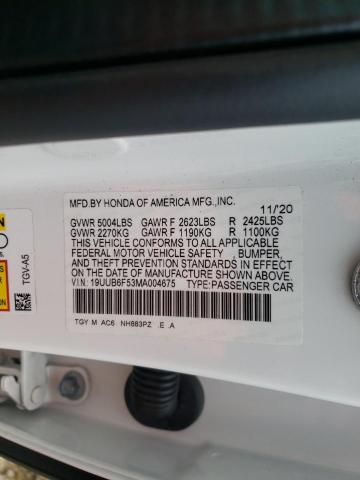 MFD.BY HONDA OF AMERICA MFG.,INC. 11/20
GVWR 5004LBS GAWR F 2623LBS R 2425LBS
GVWR 2270KG GAWR F 1190KG R 1100KG
THIS VEHICLE CONFORMS TO ALL APPLICABLE
FEDERAL MOTOR VEHICLE SAFETY BUMPER,
AND THEFT PREVENTION STANDARDS IN EFFECT
ON THE DATE OF MANUFACTURE SHOWN ABOVE.
V.I.N: 19UUB6F53MA004675 TYPE:PASSENGER CAR
TGY M AC6 NH883PZ .E .A
TGV-A5